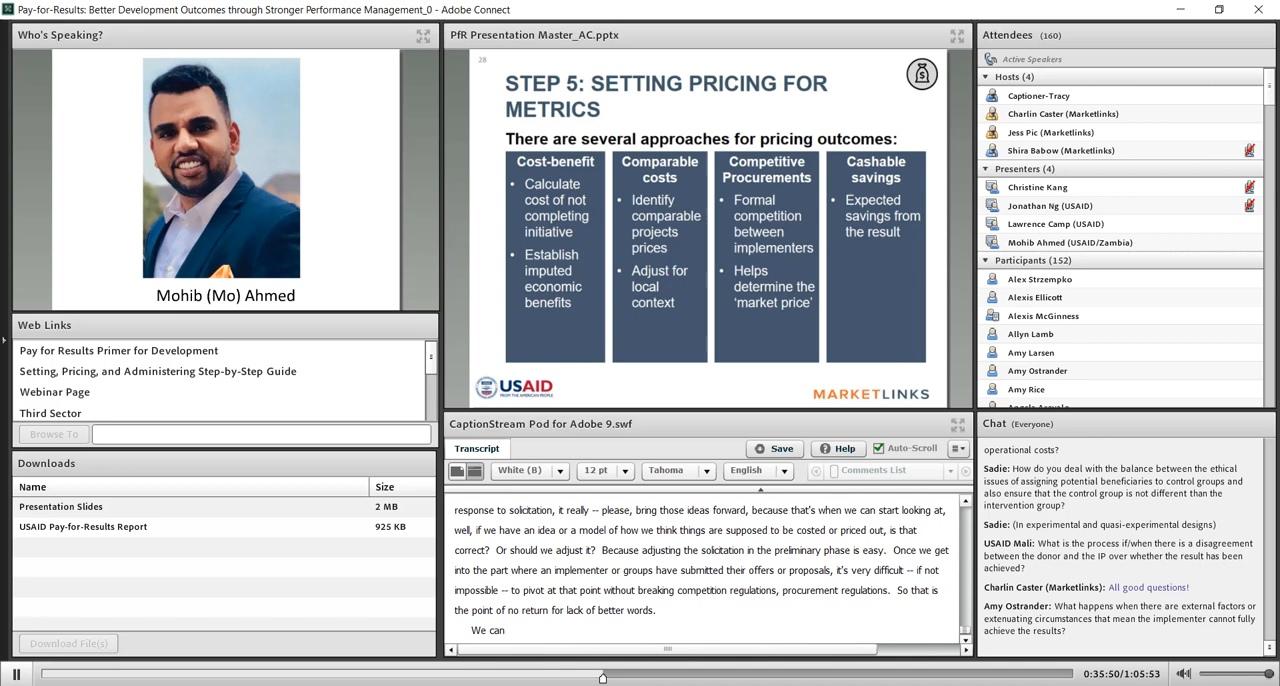 Pay-for-Results: Better Development Outcomes through Stronger Performance Management_0 - Adobe Connect
Who's Speaking?
Mohib (Mo) Ahmed
Web Links
Pay for Results Primer for Development
Setting, Pricing, and Administering Step-by-Step Guide
Webinar Page
Third Sector
Browse To
Downloads
Name Size
Presentation Slides 2 MB
USAID Pay-for-Results Report 925 KB
Download File(s)
PfR Presentation Master_AC.pptx
28
STEP 5: SETTING PRICING FOR
METRICS
There are several approaches for pricing outcomes:
Cost-benefit
• Calculate
cost of not
completing
initiative
• Establish
imputed
economic
benefits
Comparable
costs
• Identify
comparable
projects
prices
• Adjust for
local
context
Competitive
Procurements
• Formal
competition
between
implementers
• Helps
determine the
'market price'
Cashable
savings
• Expected
savings from
the result
USAID
FROM THE AMERICAN PEOPLE
MARKETLINKS
CaptionStream Pod for Adobe 9.swf
Transcript
Save
Help
Auto-Scroll
White (B)
12 pt
Tahoma
English
Comments List
response to solicitation, it really -- please, bring those ideas forward, because that's when we can start looking at,
well, if we have an idea or a model of how we think things are supposed to be costed or priced out, is that
correct? Or should we adjust it? Because adjusting the solicitation in the preliminary phase is easy. Once we get
into the part where an implementer or groups have submitted their offers or proposals, it's very difficult -- if not
impossible -- to pivot at that point without breaking competition regulations, procurement regulations. So that is
the point of no return for lack of better words.
We can
Attendees (160)
Active Speakers
Hosts (4)
Captioner-Tracy
Charlin Caster (Marketlinks)
Jess Pic (Marketlinks)
Shira Babow (Marketlinks)
Presenters (4)
Christine Kang
Jonathan Ng (USAID)
Lawrence Camp (USAID)
Mohib Ahmed (USAID/Zambia)
Participants (152)
Alex Strzempko
Alexis Ellicott
Alexis McGinness
Allyn Lamb
Amy Larsen
Amy Ostrander
Amy Rice
Chat (Everyone)
operational costs?
Sadie: How do you deal with the balance between the ethical
issues of assigning potential beneficiaries to control groups and
also ensure that the control group is not different than the
intervention group?
Sadie: (In experimental and quasi-experimental designs)
USAID Mali: What is the process if/when there is a disagreement
between the donor and the IP over whether the result has been
achieved?
Charlin Caster (Marketlinks): All good questions!
Amy Ostrander: What happens when there are external factors or
extenuating circumstances that mean the implementer cannot fully
achieve the results?
0:35:50/1:05:53